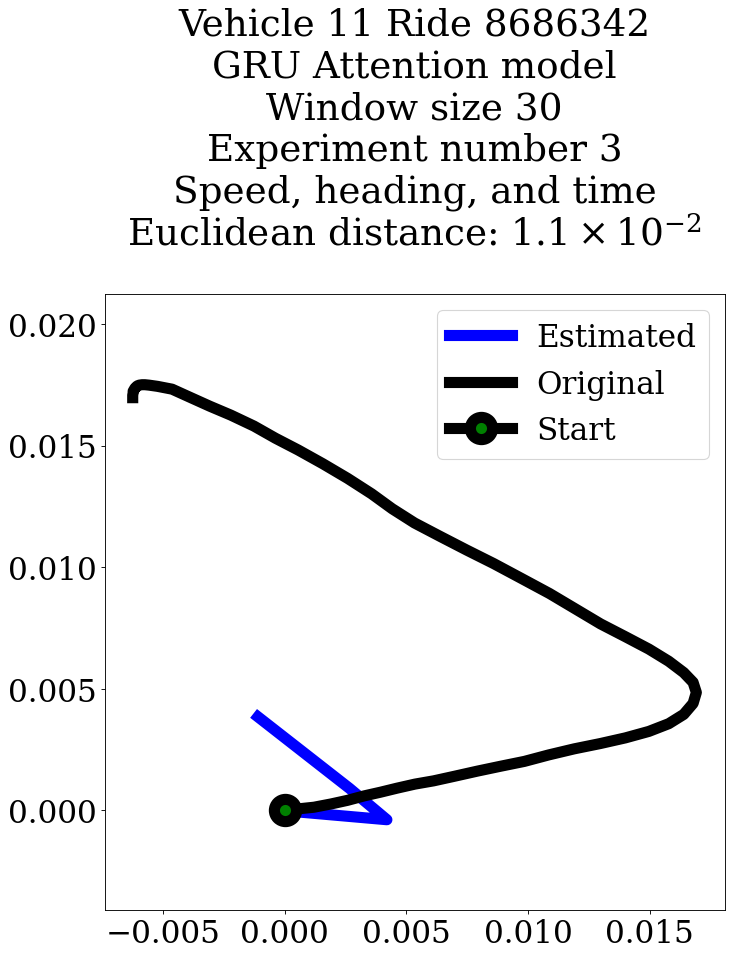 Vehicle 11 Ride 8686342
GRU Attention model
Window size 30
Experiment number 3
Speed, heading, and time
Euclidean distance: 1.1 × 10⁻²
Estimated
Original
Start
0.020
0.015
0.010
0.005
0.000
−0.005 0.000 0.005 0.010 0.015